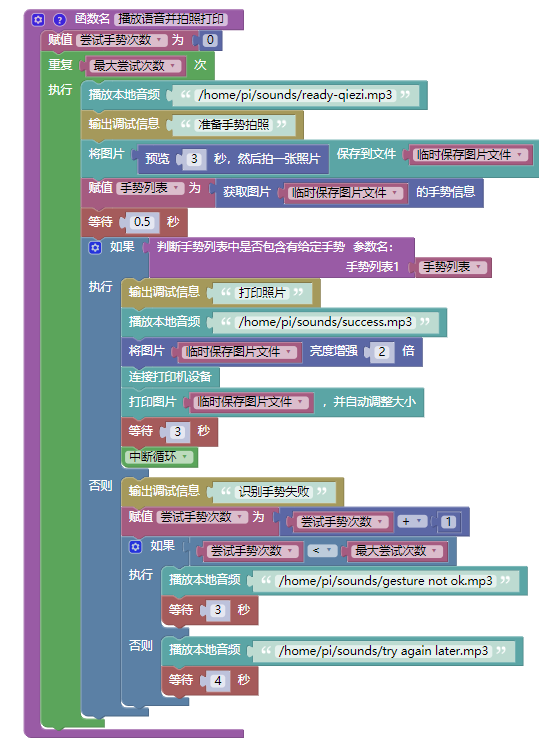 函数名 播放语音并拍照打印
赋值 尝试手势次数 为 0
重复 最大尝试次数 次
执行 播放本地音频 “ /home/pi/sounds/ready-qiezi.mp3 ”
输出调试信息 “ 准备手势拍照 ”
将图片 预览 3 秒，然后拍一张照片 保存到文件 临时保存图片文件
赋值 手势列表 为 获取图片 临时保存图片文件 的手势信息
等待 0.5 秒
如果 判断手势列表中是否包含有给定手势 参数名：
手势列表1 手势列表
执行 输出调试信息 “ 打印照片 ”
播放本地音频 “ /home/pi/sounds/success.mp3 ”
将图片 临时保存图片文件 亮度增强 2 倍
连接打印机设备
打印图片 临时保存图片文件 ，并自动调整大小
等待 3 秒
中断循环
否则 输出调试信息 “ 识别手势失败 ”
赋值 尝试手势次数 为 尝试手势次数 + 1
如果 尝试手势次数 < 最大尝试次数
执行 播放本地音频 “ /home/pi/sounds/gesture not ok.mp3 ”
等待 3 秒
否则 播放本地音频 “ /home/pi/sounds/try again later.mp3 ”
等待 4 秒